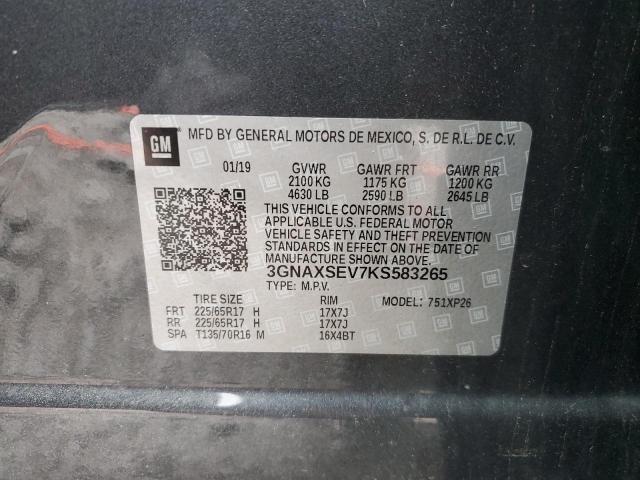 GM
MFD BY GENERAL MOTORS DE MEXICO, S. DE R.L. DE C.V.
01/19 GVWR GAWR FRT GAWR RR
2100 KG 1175 KG 1200 KG
4630 LB 2590 LB 2645 LB
THIS VEHICLE CONFORMS TO ALL
APPLICABLE U.S. FEDERAL MOTOR
VEHICLE SAFETY AND THEFT PREVENTION
STANDARDS IN EFFECT ON THE DATE OF
MANUFACTURE SHOWN ABOVE.
3GNAXSEV7KS583265
TYPE: M.P.V.
TIRE SIZE RIM MODEL: 751XP26
FRT 225/65R17 H 17X7J
RR 225/65R17 H 17X7J
SPA T135/70R16 M 16X4BT